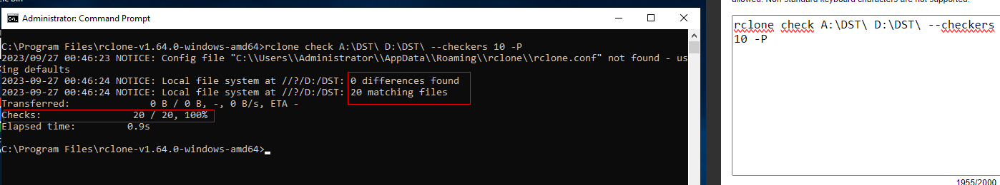 Administrator: Command Prompt
C:\Program Files\rclone-v1.64.0-windows-amd64>rclone check A:\DST\ D:\DST\ --checkers 10 -P
2023/09/27 00:46:23 NOTICE: Config file "C:\\Users\\Administrator\\AppData\\Roaming\\rclone\\rclone.conf" not found - us
ing defaults
2023-09-27 00:46:24 NOTICE: Local file system at //?/D:/DST: 0 differences found
2023-09-27 00:46:24 NOTICE: Local file system at //?/D:/DST: 20 matching files
Transferred: 0 B / 0 B, -, 0 B/s, ETA -
Checks: 20 / 20, 100%
Elapsed time: 0.9s
C:\Program Files\rclone-v1.64.0-windows-amd64>
allowed. Non-standard keyboard characters are not supported.
rclone check A:\DST\ D:\DST\ --checkers
10 -P
1955/2000